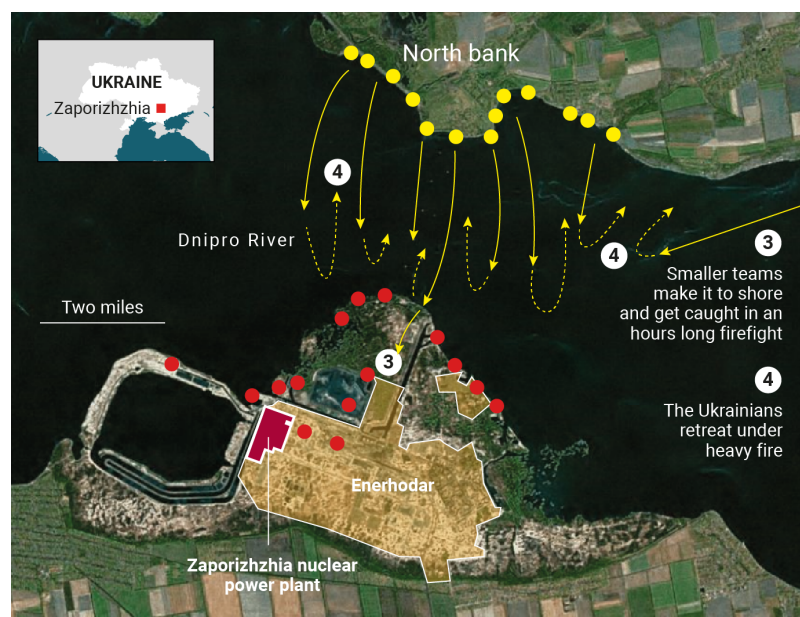 North bank
UKRAINE
Zaporizhzhia
4
Dnipro River
4
3
Smaller teams
make it to shore
and get caught in an
hours long firefight
Two miles
3
4
The Ukrainians
retreat under
heavy fire
Enerhodar
Zaporizhzhia nuclear
power plant